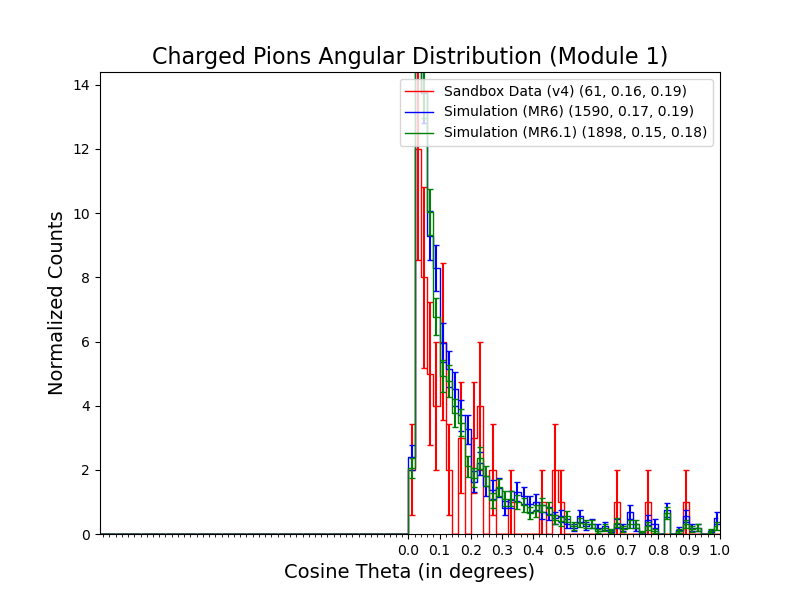 Charged Pions Angular Distribution (Module 1)
Sandbox Data (v4) (61, 0.16, 0.19)
Simulation (MR6) (1590, 0.17, 0.19)
Simulation (MR6.1) (1898, 0.15, 0.18)
Normalized Counts
14
12
10
8
6
4
2
0
0.0 0.1 0.2 0.3 0.4 0.5 0.6 0.7 0.8 0.9 1.0
Cosine Theta (in degrees)